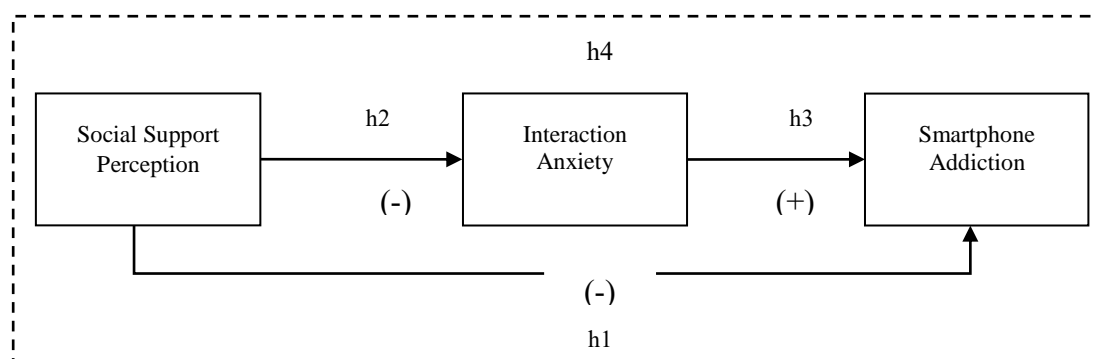 h4
Social Support
Perception
h2
Interaction
Anxiety
h3
Smartphone
Addiction
(-)
(+)
(-)
h1